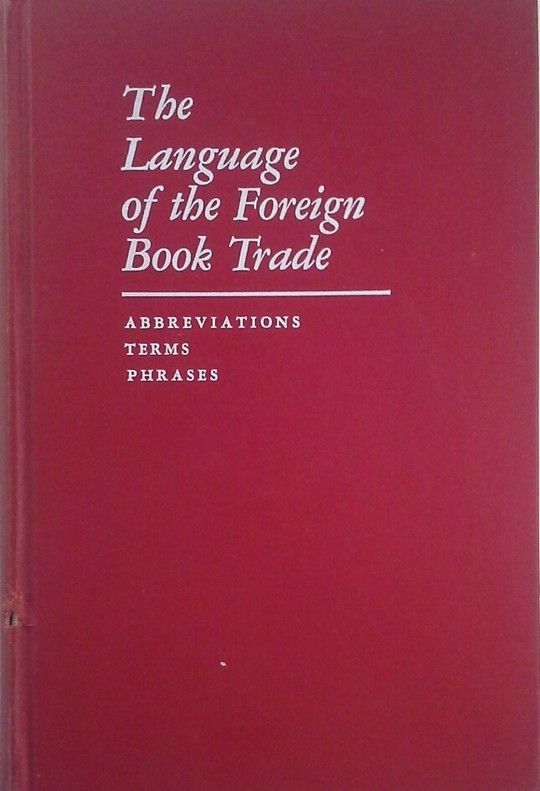 The
Language
of the Foreign
Book Trade
ABBREVIATIONS
TERMS
PHRASES